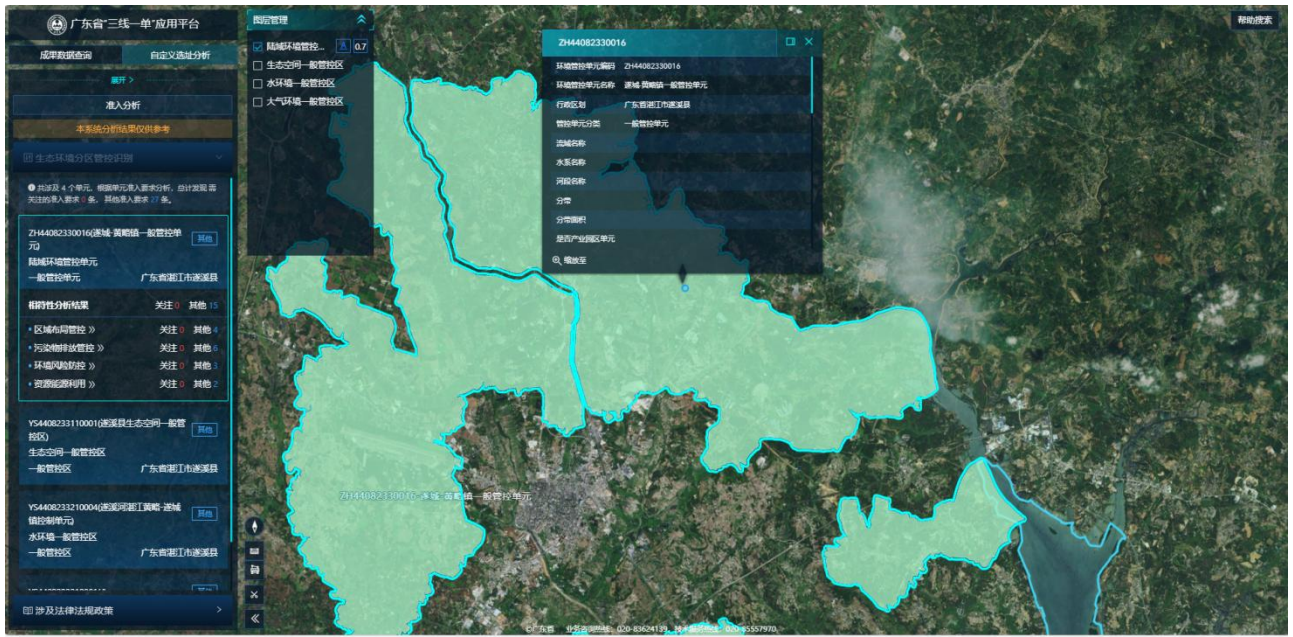 广东省“三线一单”应用平台
成果数据查询 自定义选址分析
展开 >
准入分析
本系统分析结果仅供参考
生态环境分区管控识别
共涉及 4 个单元，根据单元准入要求分析，总计发现需
关注的准入要求 0 条，其他准入要求 27 条。
ZH44082330016(遂城-黄略镇一般管控单
元) 其他
陆域环境管控单元
一般管控单元 广东省湛江市遂溪县
相符性分析结果 关注 0 其他 15
区域布局管控 》 关注 0 其他 4
污染物排放管控 》 关注 0 其他 6
环境风险防控 》 关注 0 其他 3
资源能源利用 》 关注 0 其他 2
YS4408233110001(遂溪县生态空间一般管
控区) 其他
生态空间一般管控区
一般管控区 广东省湛江市遂溪县
YS4408233210004(遂溪河湛江黄略-遂城
镇控制单元) 其他
水环境一般管控区
一般管控区 广东省湛江市遂溪县
涉及法律法规政策 >
图层管理
陆域环境管控... 0.7
生态空间一般管控区
水环境一般管控区
大气环境一般管控区
ZH44082330016
环境管控单元编码 ZH44082330016
环境管控单元名称 遂城-黄略镇一般管控单元
行政区划 广东省湛江市遂溪县
管控单元分类 一般管控单元
流域名称
水系名称
河段名称
分带
分带面积
是否产业园区单元
缩放至
帮助搜索
ZH44082330016-遂城-黄略镇一般管控单元
©广东省 业务咨询热线：020-83624139，技术服务热线：020-85557970